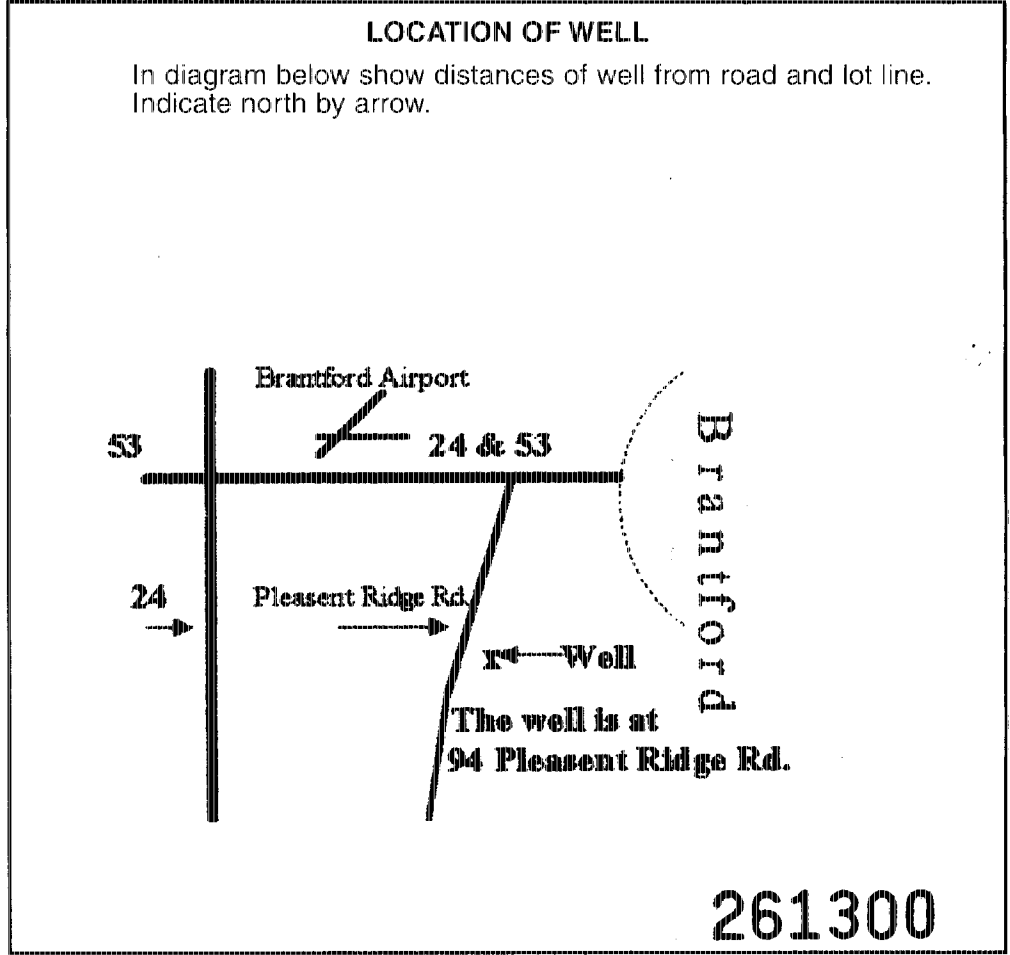 LOCATION OF WELL
In diagram below show distances of well from road and lot line.
Indicate north by arrow.
Brantford Airport
53
24 & 53
Brantford
24
Pleasent Ridge Rd.
x
Well
The well is at
94 Pleasent Ridge Rd.
261300